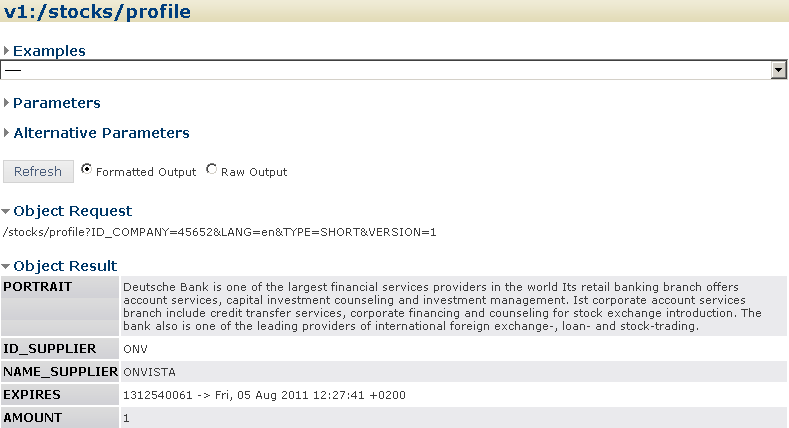 v1:/stocks/profile
Examples
----
Parameters
Alternative Parameters
Refresh Formatted Output Raw Output
Object Request
/stocks/profile?ID_COMPANY=45652&LANG=en&TYPE=SHORT&VERSION=1
Object Result
PORTRAIT Deutsche Bank is one of the largest financial services providers in the world Its retail banking branch offers
account services, capital investment counseling and investment management. Ist corporate account services
branch include credit transfer services, corporate financing and counseling for stock exchange introduction. The
bank also is one of the leading providers of international foreign exchange-, loan- and stock-trading.
ID_SUPPLIER ONV
NAME_SUPPLIER ONVISTA
EXPIRES 1312540061 -> Fri, 05 Aug 2011 12:27:41 +0200
AMOUNT 1